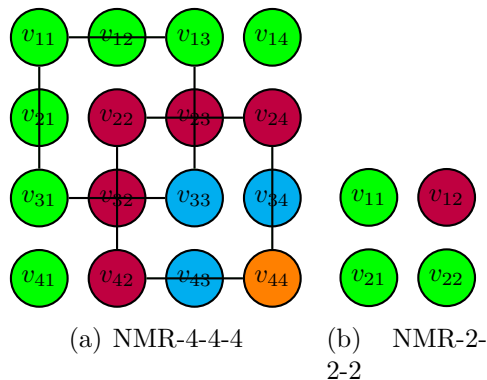 v11 v12 v13 v14
v21 v22 v23 v24
v31 v32 v33 v34
v41 v42 v43 v44
(a) NMR-4-4-4
v11 v12
v21 v22
(b) NMR-2-
2-2